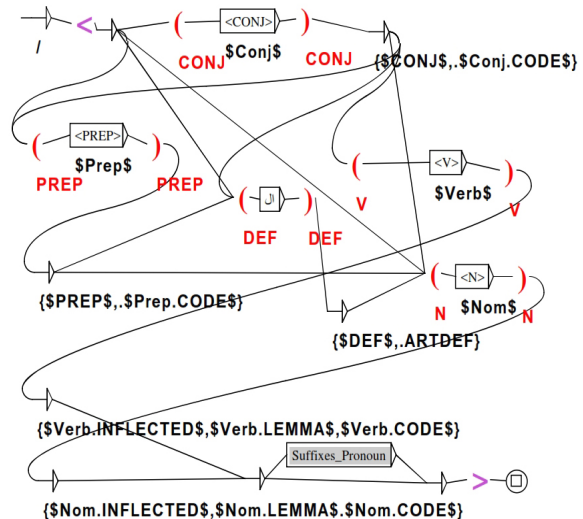 /
<
( <CONJ> )
CONJ $Conj$ CONJ
{$CONJ$,.$Conj.CODE$}
( <PREP> )
$Prep$
PREP PREP
( <V> )
$Verb$
V V
( ال )
DEF DEF
( <N> )
$Nom$
N N
{$PREP$,.$Prep.CODE$}
{$DEF$,.ARTDEF}
{$Verb.INFLECTED$,$Verb.LEMMA$,$Verb.CODE$}
Suffixes_Pronoun
>
{$Nom.INFLECTED$,$Nom.LEMMA$.$Nom.CODE$}